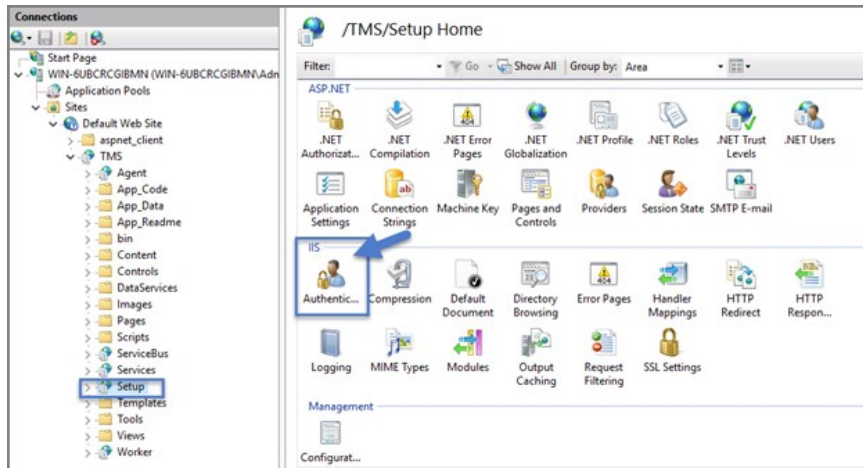 Connections
Start Page
WIN-6UBCRCGIBMN (WIN-6UBCRCGIBMN\Adn
Application Pools
Sites
Default Web Site
aspnet_client
TMS
Agent
App_Code
App_Data
App_Readme
bin
Content
Controls
DataServices
Images
Pages
Scripts
ServiceBus
Services
Setup
Templates
Tools
Views
Worker
/TMS/Setup Home
Filter: Go Show All Group by: Area
ASP.NET
.NET Authorizat... .NET Compilation .NET Error Pages .NET Globalization .NET Profile .NET Roles .NET Trust Levels .NET Users
Application Settings Connection Strings Machine Key Pages and Controls Providers Session State SMTP E-mail
IIS
Authentic... Compression Default Document Directory Browsing Error Pages Handler Mappings HTTP Redirect HTTP Respon...
Logging MIME Types Modules Output Caching Request Filtering SSL Settings
Management
Configurat...